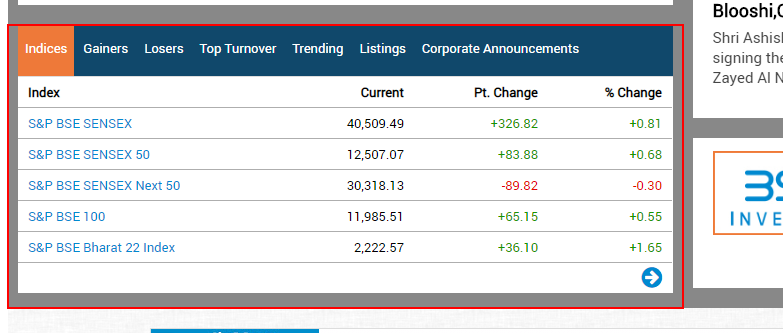 Indices Gainers Losers Top Turnover Trending Listings Corporate Announcements
Index Current Pt. Change % Change
S&P BSE SENSEX 40,509.49 +326.82 +0.81
S&P BSE SENSEX 50 12,507.07 +83.88 +0.68
S&P BSE SENSEX Next 50 30,318.13 -89.82 -0.30
S&P BSE 100 11,985.51 +65.15 +0.55
S&P BSE Bharat 22 Index 2,222.57 +36.10 +1.65
Blooshi,
Shri Ashis
signing the
Zayed Al N
INVE